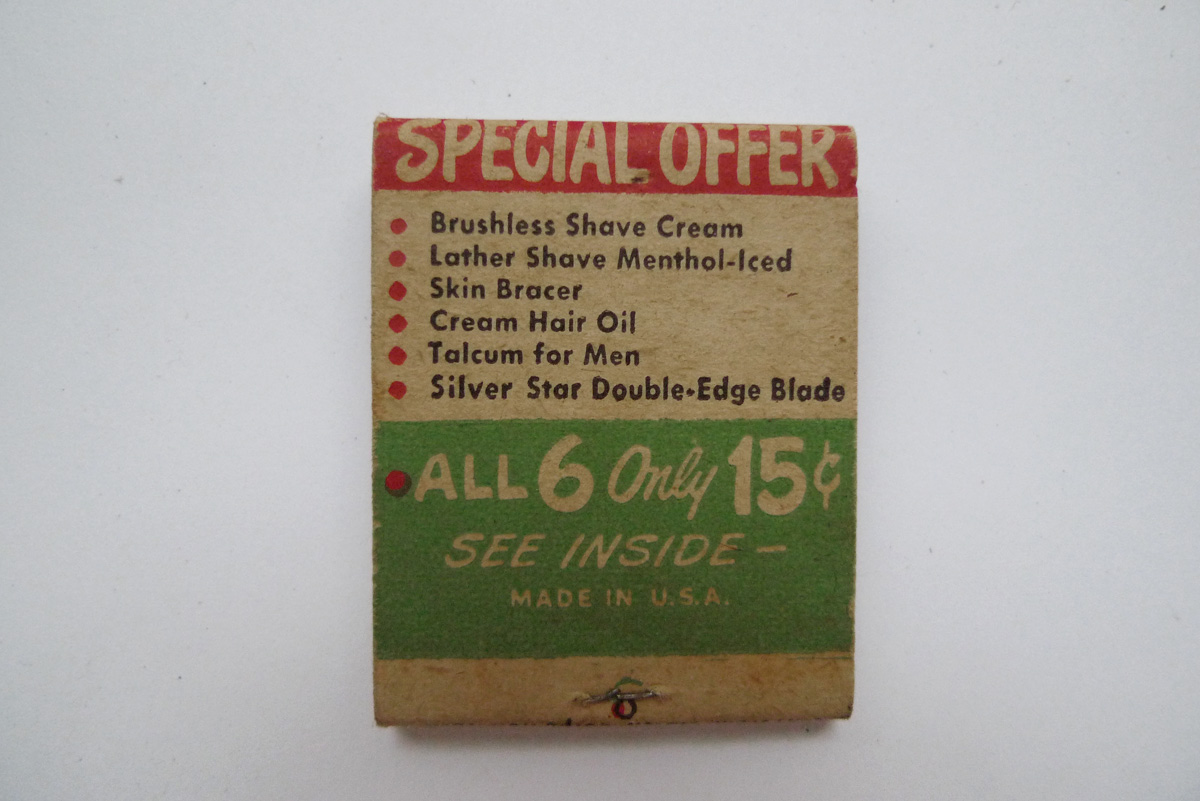 SPECIAL OFFER
Brushless Shave Cream
Lather Shave Menthol-Iced
Skin Bracer
Cream Hair Oil
Talcum for Men
Silver Star Double-Edge Blade
ALL 6 Only 15¢
SEE INSIDE –
MADE IN U.S.A.